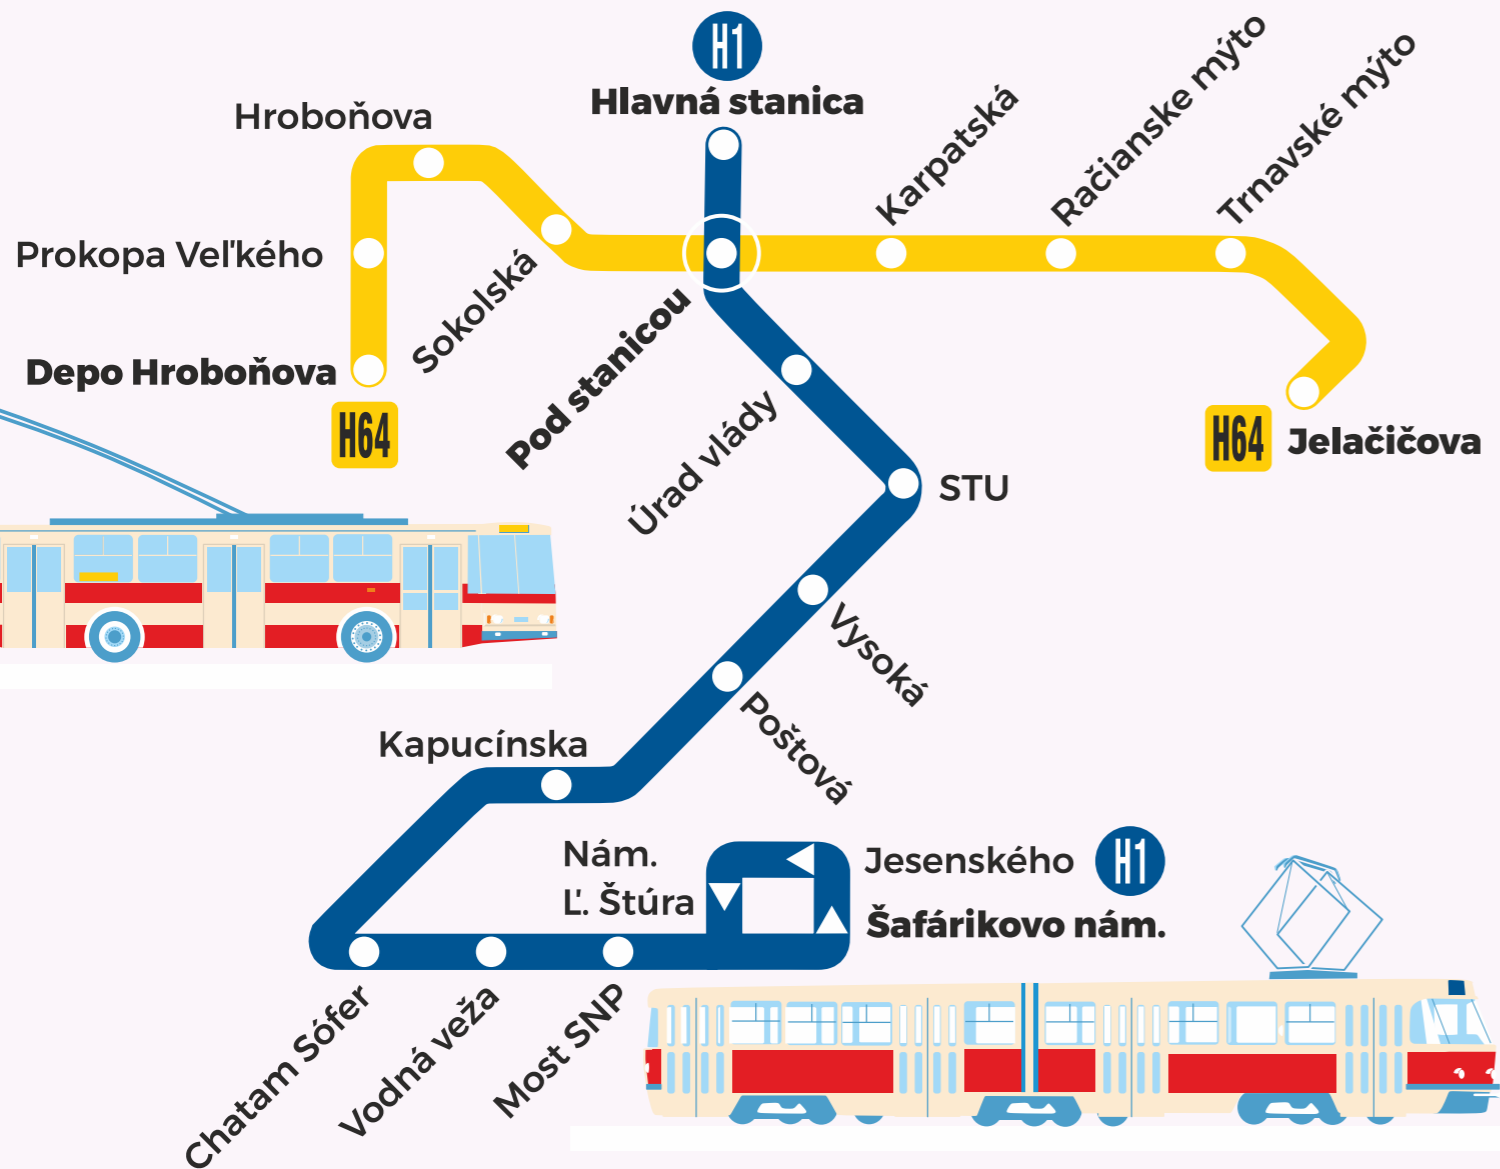 H1
Hlavná stanica
Hroboňova
Karpatská
Račianske mýto
Trnavské mýto
Prokopa Veľkého
Sokolská
Pod stanicou
Depo Hroboňova
H64
H64
Jelačičova
Úrad vlády
STU
Vysoká
Poštová
Kapucínska
Nám.
Ľ. Štúra
Jesenského
H1
Šafárikovo nám.
Chatam Sófer
Vodná veža
Most SNP